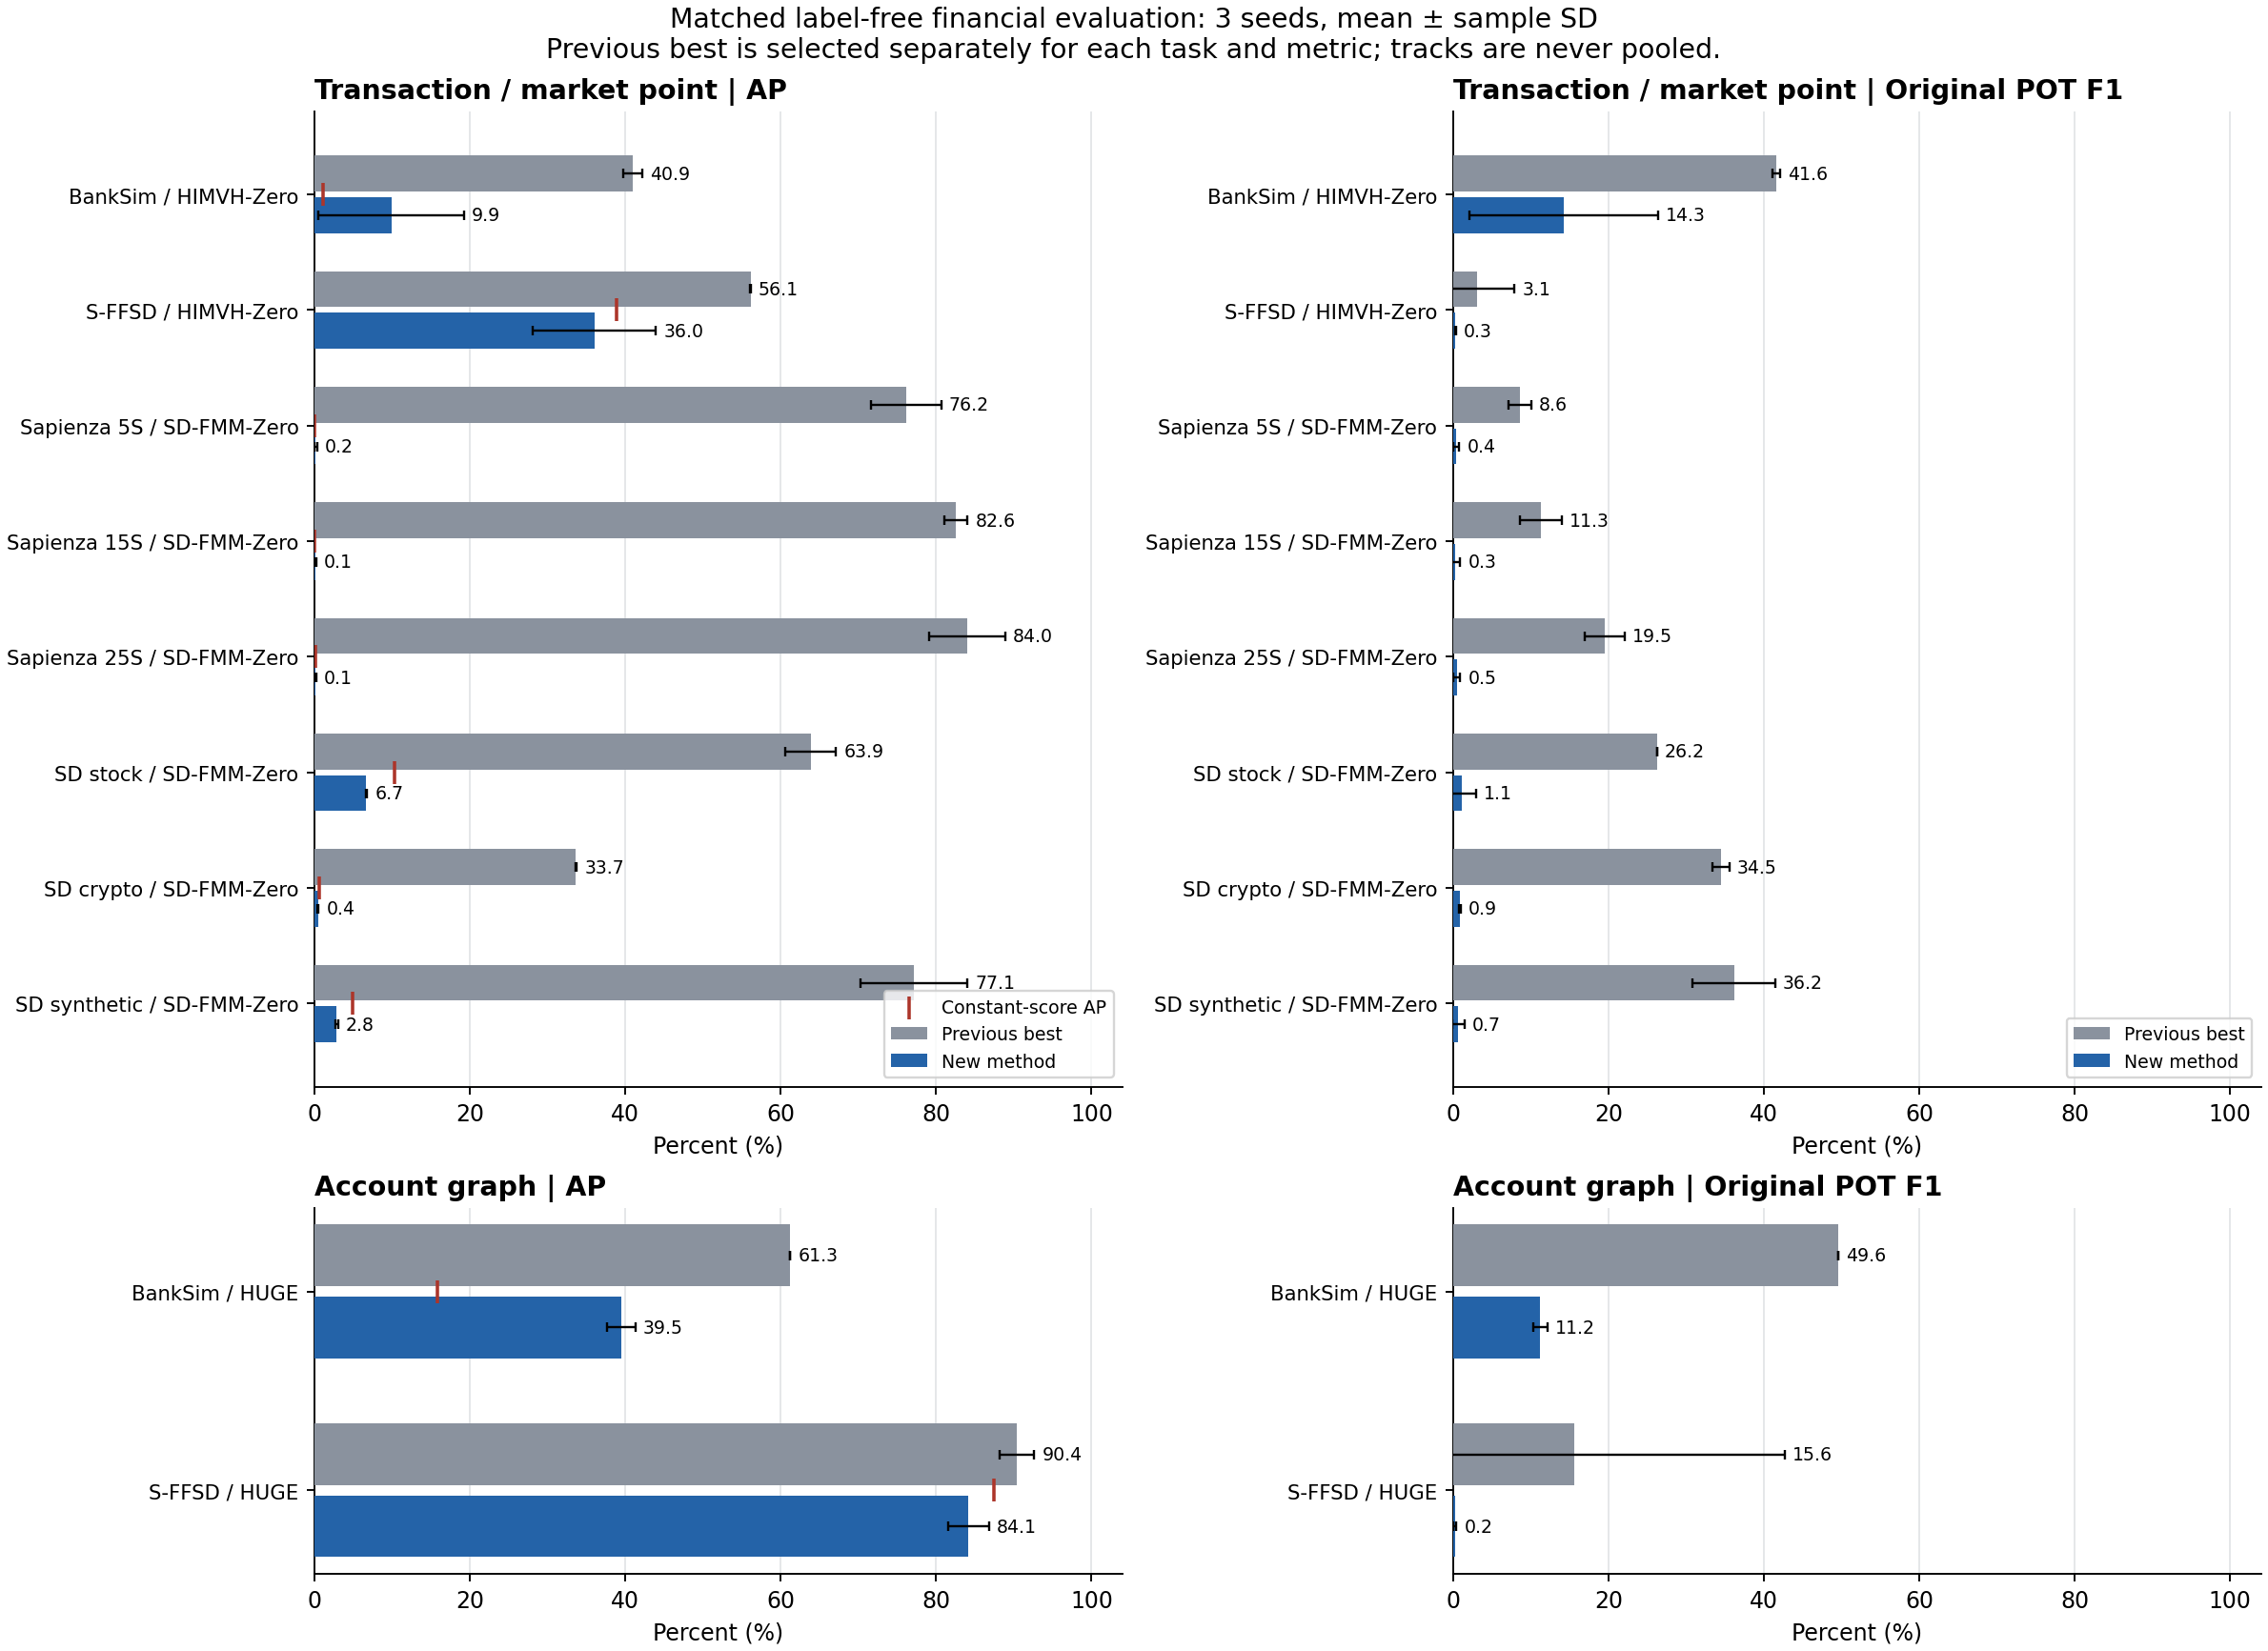 Matched label-free financial evaluation: 3 seeds, mean ± sample SD
Previous best is selected separately for each task and metric; tracks are never pooled.
Transaction / market point | AP
BankSim / HIMVH-Zero
40.9
9.9
S-FFSD / HIMVH-Zero
56.1
36.0
Sapienza 5S / SD-FMM-Zero
76.2
0.2
Sapienza 15S / SD-FMM-Zero
82.6
0.1
Sapienza 25S / SD-FMM-Zero
84.0
0.1
SD stock / SD-FMM-Zero
63.9
6.7
SD crypto / SD-FMM-Zero
33.7
0.4
SD synthetic / SD-FMM-Zero
77.1
2.8
Constant-score AP
Previous best
New method
0 20 40 60 80 100
Percent (%)
Transaction / market point | Original POT F1
BankSim / HIMVH-Zero
41.6
14.3
S-FFSD / HIMVH-Zero
3.1
0.3
Sapienza 5S / SD-FMM-Zero
8.6
0.4
Sapienza 15S / SD-FMM-Zero
11.3
0.3
Sapienza 25S / SD-FMM-Zero
19.5
0.5
SD stock / SD-FMM-Zero
26.2
1.1
SD crypto / SD-FMM-Zero
34.5
0.9
SD synthetic / SD-FMM-Zero
36.2
0.7
Previous best
New method
0 20 40 60 80 100
Percent (%)
Account graph | AP
BankSim / HUGE
61.3
39.5
S-FFSD / HUGE
90.4
84.1
0 20 40 60 80 100
Percent (%)
Account graph | Original POT F1
BankSim / HUGE
49.6
11.2
S-FFSD / HUGE
15.6
0.2
0 20 40 60 80 100
Percent (%)